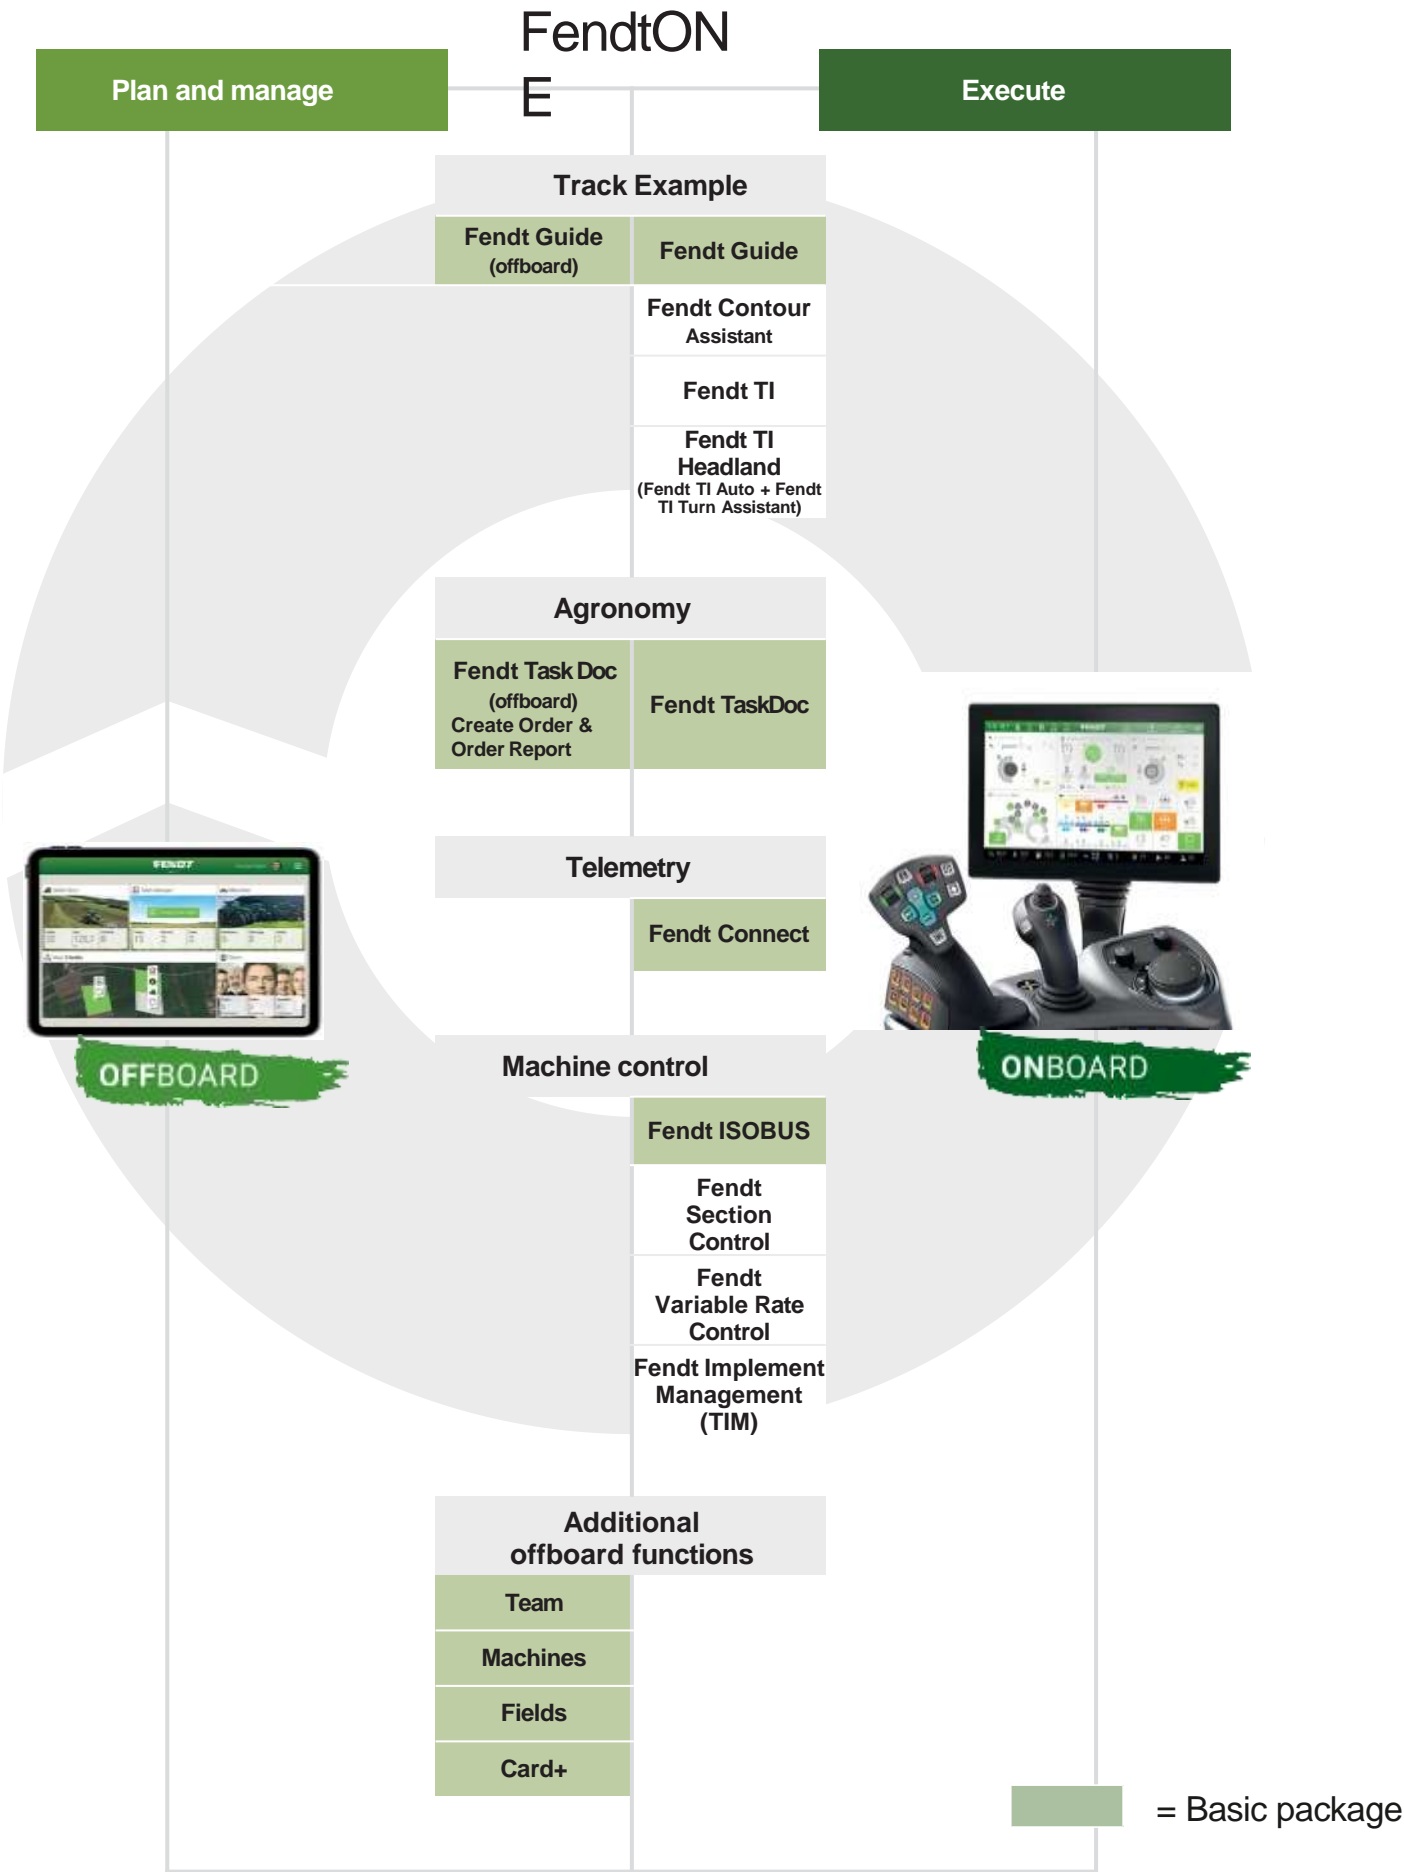 FendtON
E
Plan and manage
Execute
Track Example
Fendt Guide
(offboard)
Fendt Guide
Fendt Contour
Assistant
Fendt TI
Fendt TI
Headland
(Fendt TI Auto + Fendt
TI Turn Assistant)
Agronomy
Fendt Task Doc
(offboard)
Create Order &
Order Report
Fendt TaskDoc
Telemetry
Fendt Connect
FENDT
FENDT
OFFBOARD
ONBOARD
Machine control
Fendt ISOBUS
Fendt
Section
Control
Fendt
Variable Rate
Control
Fendt Implement
Management
(TIM)
Additional
offboard functions
Team
Machines
Fields
Card+
= Basic package